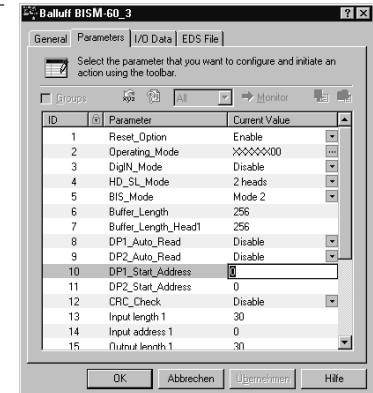 Balluff BISM-60_3
General Parameters I/O Data EDS File
Select the parameter that you want to configure and initiate an
action using the toolbar.
Groups All Monitor
ID Parameter Current Value
1 Reset_Option Enable
2 Operating_Mode XXXXXX00
3 DigIN_Mode Disable
4 HD_SL_Mode 2 heads
5 BIS_Mode Mode 2
6 Buffer_Length 256
7 Buffer_Length_Head1 256
8 DP1_Auto_Read Disable
9 DP2_Auto_Read Disable
10 DP1_Start_Address 0
11 DP2_Start_Address 0
12 CRC_Check Disable
13 Input length 1 30
14 Input address 1 0
15 Output length 1 30
OK Abbrechen Übernehmen Hilfe